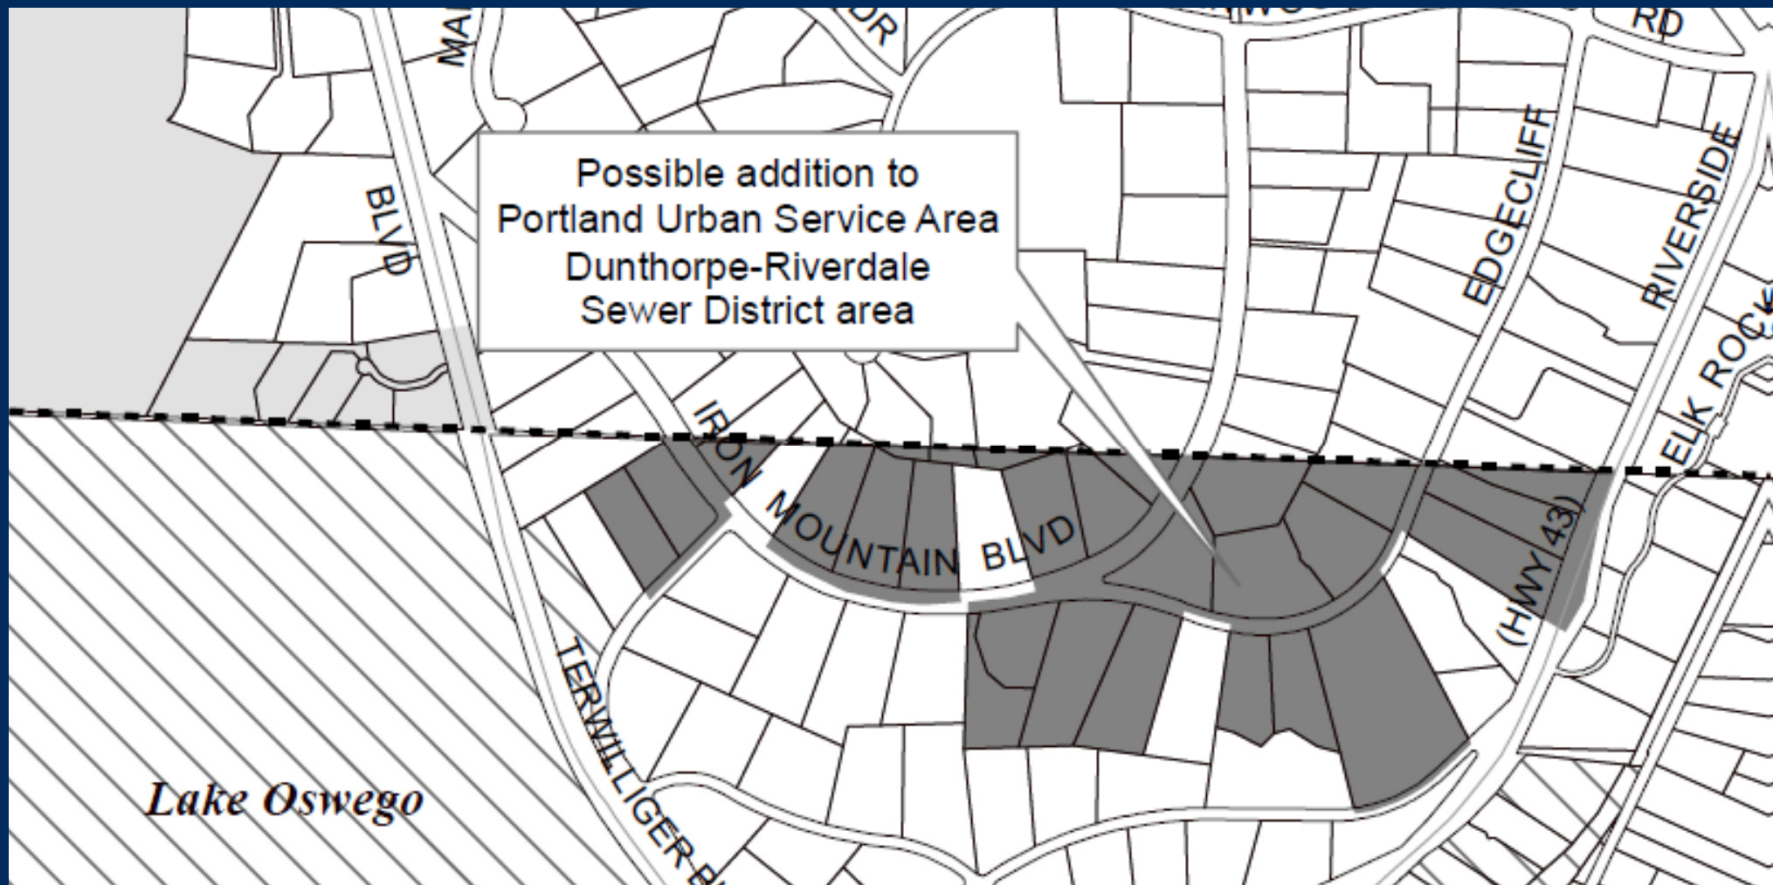 DR
RD
BLVD
Possible addition to
Portland Urban Service Area
Dunthorpe-Riverdale
Sewer District area
EDGECLIFF
RIVERSIDE
ELK ROCK
IRON MOUNTAIN BLVD
(HWY 43)
TERWILLIGER
Lake Oswego